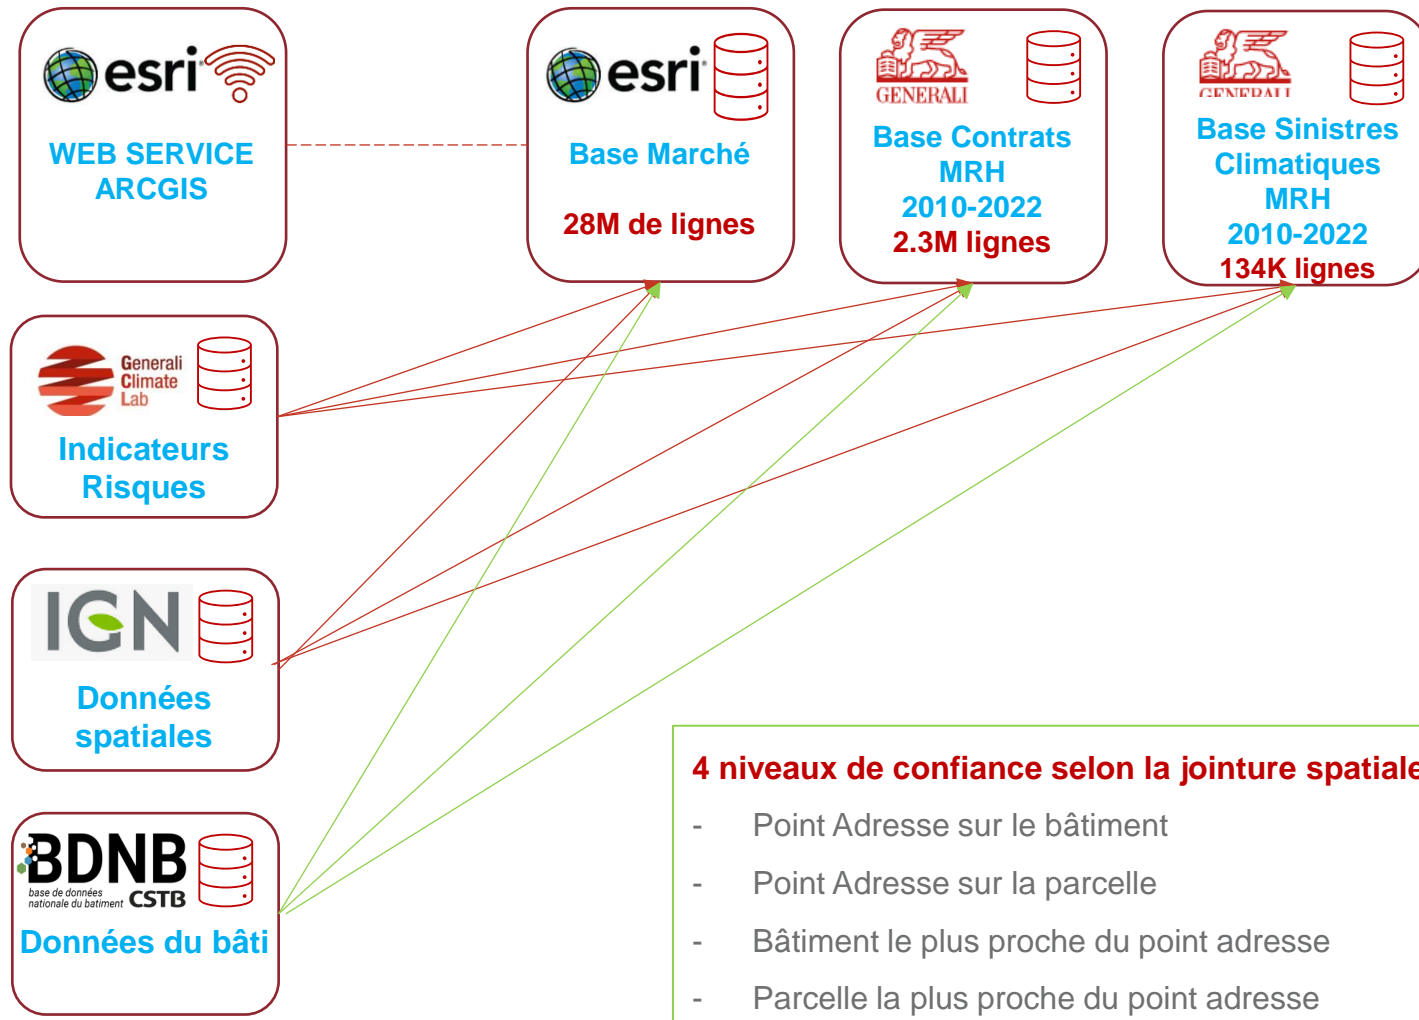 esri
WEB SERVICE
ARCGIS
esri
Base Marché
28M de lignes
GENERALI
Base Contrats
MRH
2010-2022
2.3M lignes
GENERALI
Base Sinistres
Climatiques
MRH
2010-2022
134K lignes
Generali
Climate
Lab
Indicateurs
Risques
IGN
Données
spatiales
BDNB
base de données
nationale du batiment CSTB
Données du bâti
4 niveaux de confiance selon la jointure spatiale
- Point Adresse sur le bâtiment
- Point Adresse sur la parcelle
- Bâtiment le plus proche du point adresse
- Parcelle la plus proche du point adresse